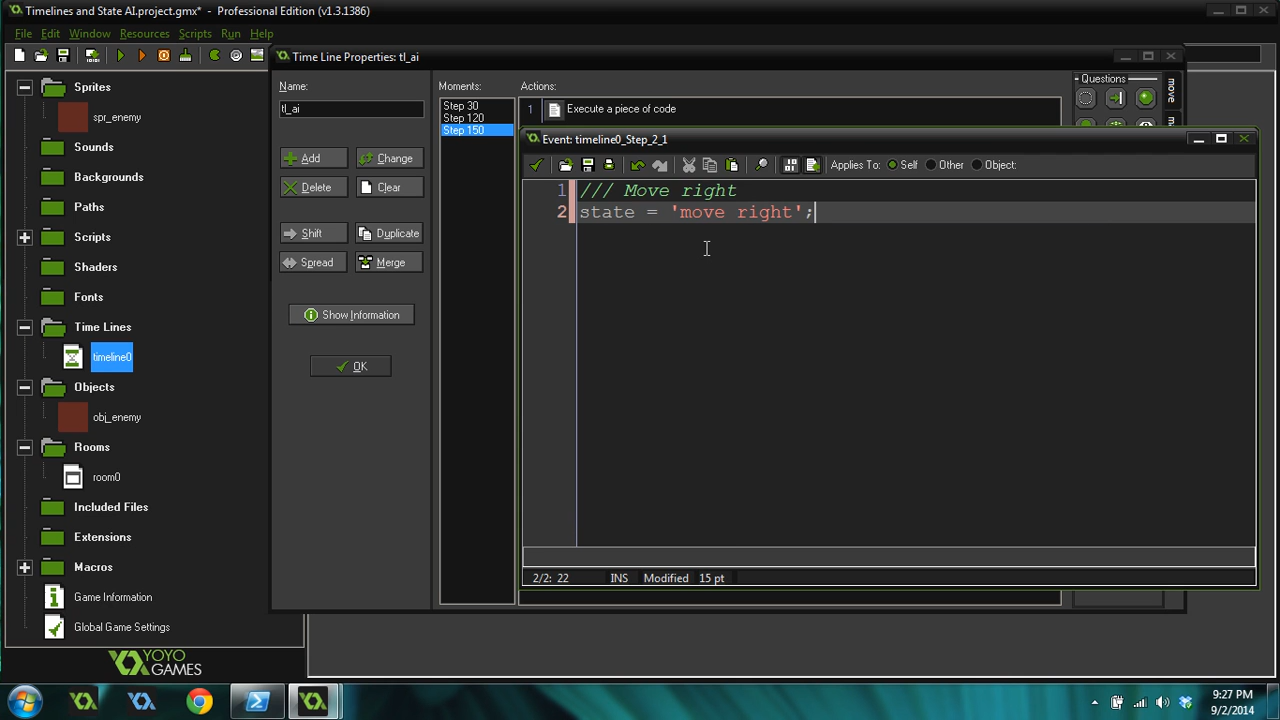 Timelines and State AI.project.gmx* - Professional Edition (v1.3.1386)
File Edit Window Resources Scripts Run Help
Sprites
spr_enemy
Sounds
Backgrounds
Paths
Scripts
Shaders
Fonts
Time Lines
timeline0
Objects
obj_enemy
Rooms
room0
Included Files
Extensions
Macros
Game Information
Global Game Settings
YOYO
GAMES
Time Line Properties: tl_ai
Name:
tl_ai
Add Change
Delete Clear
Shift Duplicate
Spread Merge
Show Information
OK
Moments:
Step 30
Step 120
Step 150
Actions:
1 Execute a piece of code
Questions
move
Event: timeline0_Step_2_1
Applies To: Self Other Object:
1 /// Move right
2 state = 'move right';
2/2: 22 INS Modified 15 pt
9:27 PM
9/2/2014